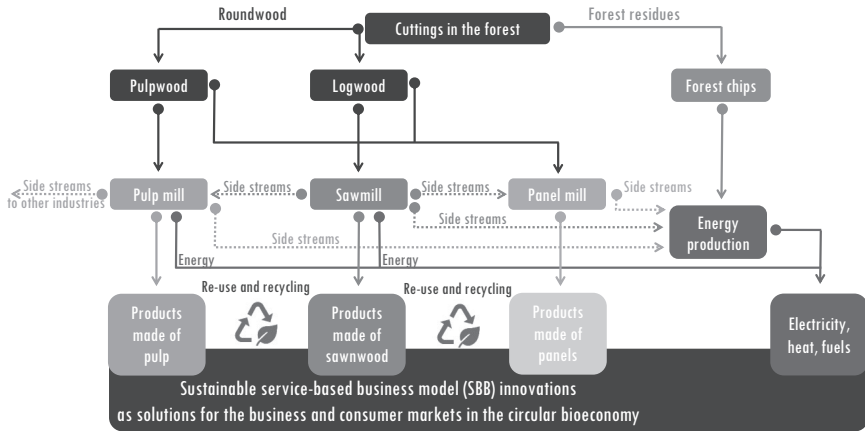 Roundwood
Cuttings in the forest
Forest residues
Pulpwood
Logwood
Forest chips
Side streams
to other industries
Pulp mill
Side streams
Sawmill
Side streams
Panel mill
Side streams
Side streams
Side streams
Energy
production
Energy
Energy
Re-use and recycling
Re-use and recycling
Products
made of
pulp
Products
made of
sawnwood
Products
made of
panels
Electricity,
heat, fuels
Sustainable service-based business model (SBB) innovations
as solutions for the business and consumer markets in the circular bioeconomy